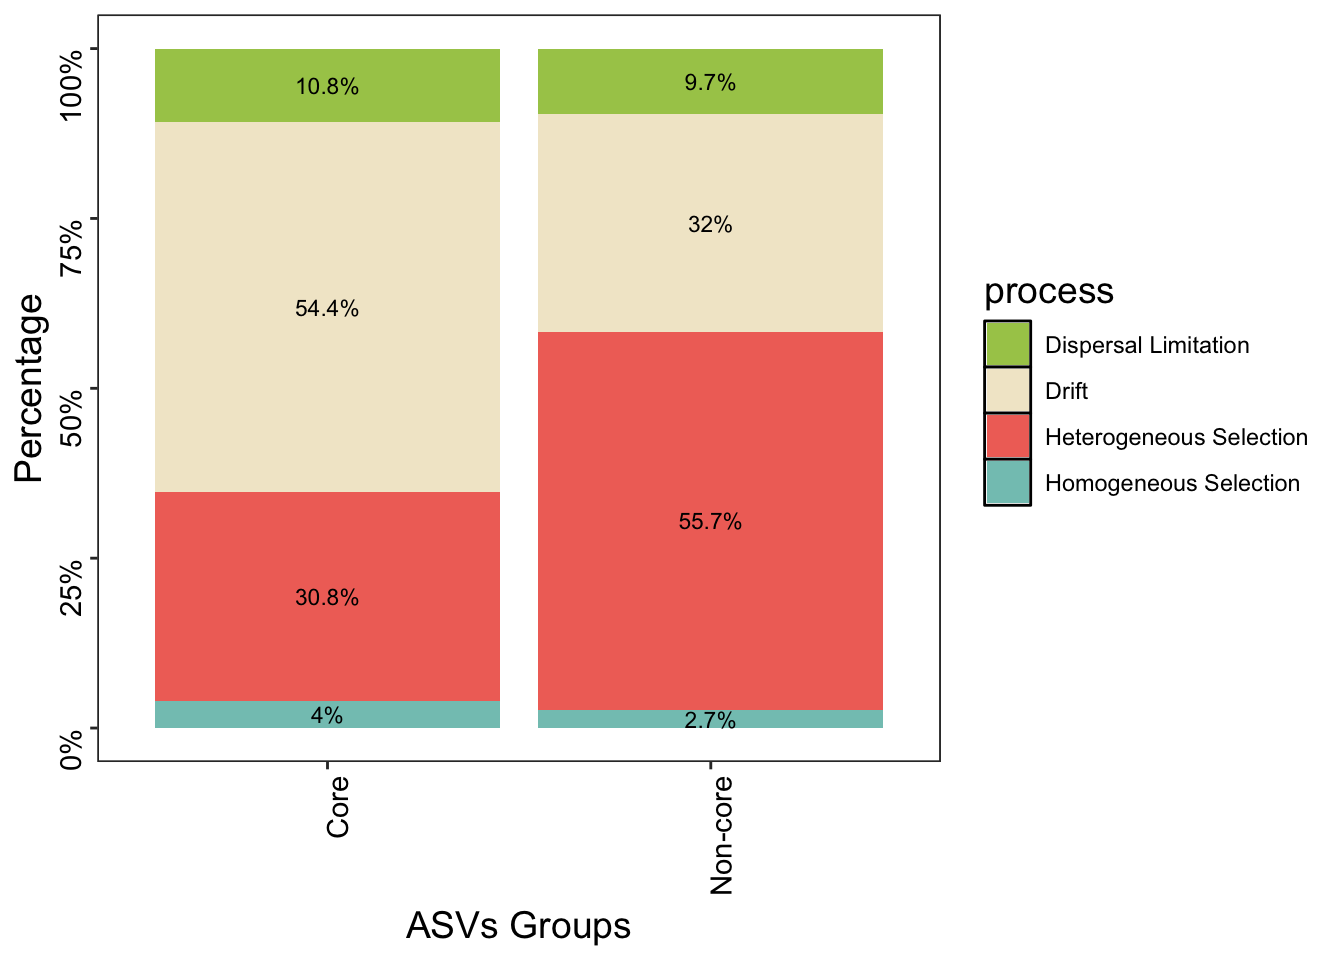 100%
75%
50%
25%
0%
Percentage
10.8%
54.4%
30.8%
4%
9.7%
32%
55.7%
2.7%
Core
Non-core
ASVs Groups
process
Dispersal Limitation
Drift
Heterogeneous Selection
Homogeneous Selection